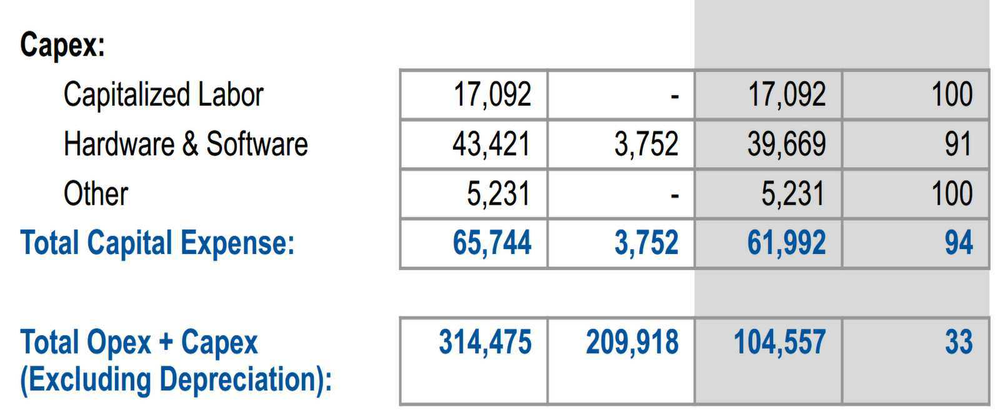 Capex:
Capitalized Labor 17,092 - 17,092 100
Hardware & Software 43,421 3,752 39,669 91
Other 5,231 - 5,231 100
Total Capital Expense: 65,744 3,752 61,992 94
Total Opex + Capex 314,475 209,918 104,557 33
(Excluding Depreciation):